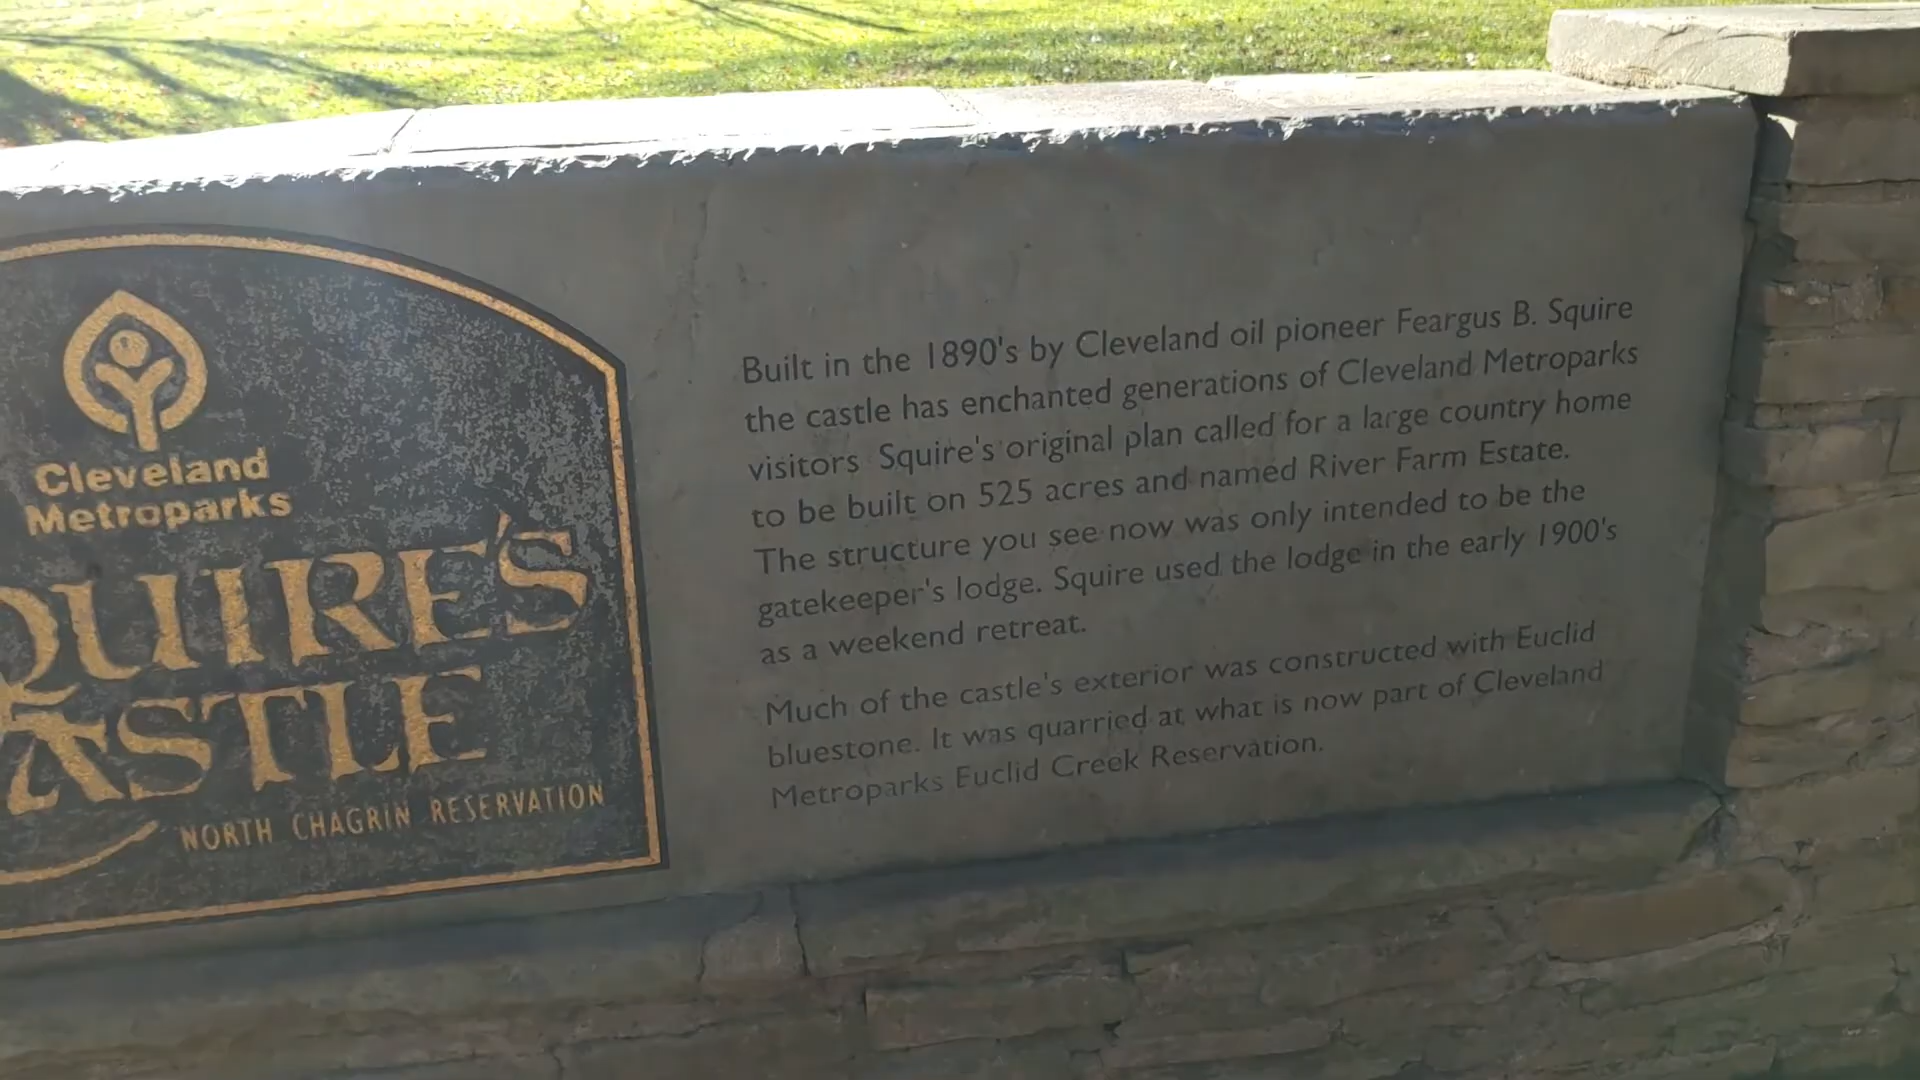 Cleveland
Metroparks
QUIRE'S
ASTLE
NORTH CHAGRIN RESERVATION
Built in the 1890's by Cleveland oil pioneer Feargus B. Squire
the castle has enchanted generations of Cleveland Metroparks
visitors Squire's original plan called for a large country home
to be built on 525 acres and named River Farm Estate.
The structure you see now was only intended to be the
gatekeeper's lodge. Squire used the lodge in the early 1900's
as a weekend retreat.
Much of the castle's exterior was constructed with Euclid
bluestone. It was quarried at what is now part of Cleveland
Metroparks Euclid Creek Reservation.